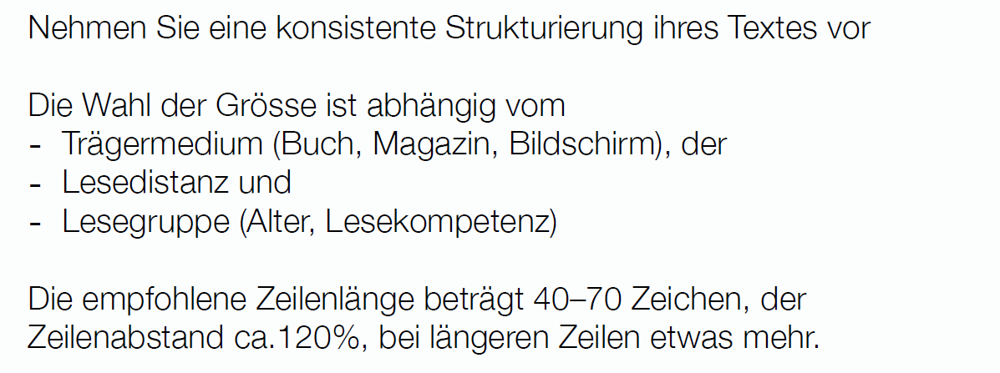 Nehmen Sie eine konsistente Strukturierung ihres Textes vor
Die Wahl der Grösse ist abhängig vom
- Trägermedium (Buch, Magazin, Bildschirm), der
- Lesedistanz und
- Lesegruppe (Alter, Lesekompetenz)
Die empfohlene Zeilenlänge beträgt 40–70 Zeichen, der
Zeilenabstand ca.120%, bei längeren Zeilen etwas mehr.